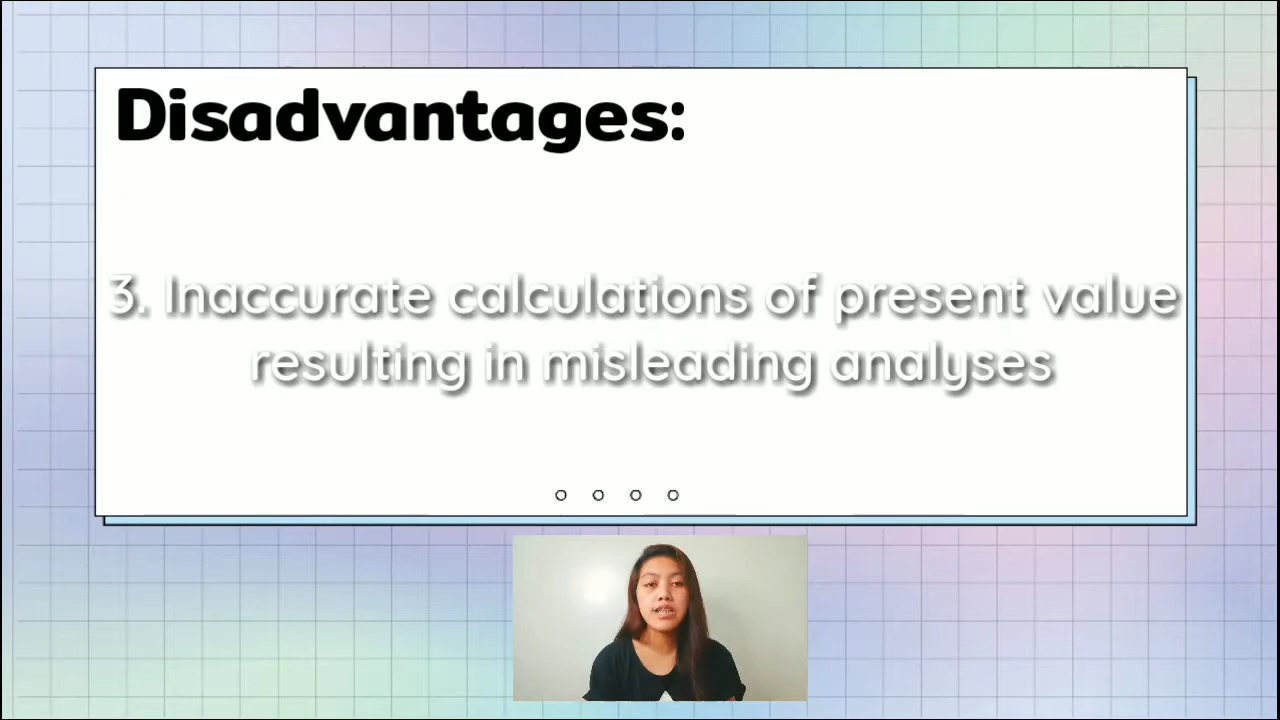 Disadvantages:
3. Inaccurate calculations of present value
resulting in misleading analyses